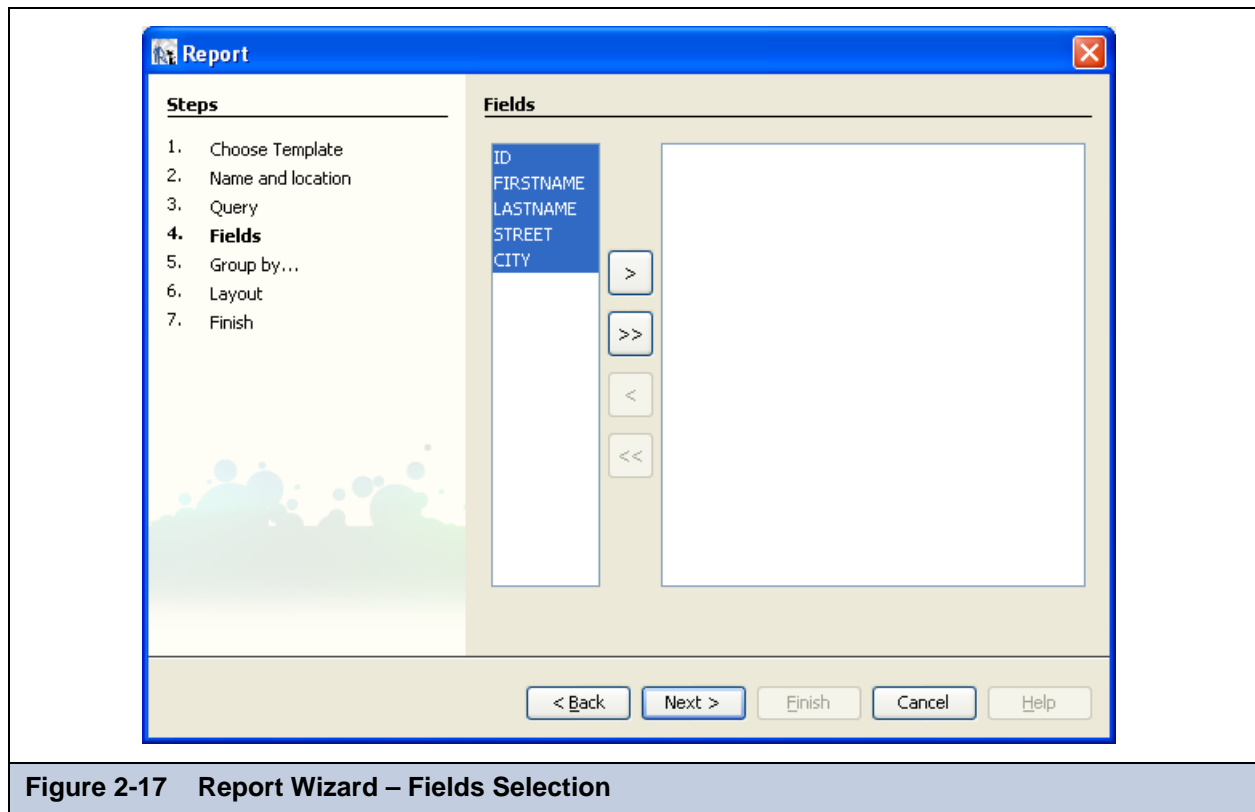 Report
Steps
1. Choose Template
2. Name and location
3. Query
4. Fields
5. Group by...
6. Layout
7. Finish
Fields
ID
FIRSTNAME
LASTNAME
STREET
CITY
>
>>
<
<<
< Back Next > Finish Cancel Help
Figure 2-17 Report Wizard – Fields Selection